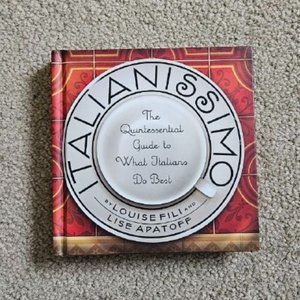 ITALIANISSIMO
The
Quintessential
Guide to
What Italians
Do Best
BY LOUISE FILI AND
LISE APATOFF